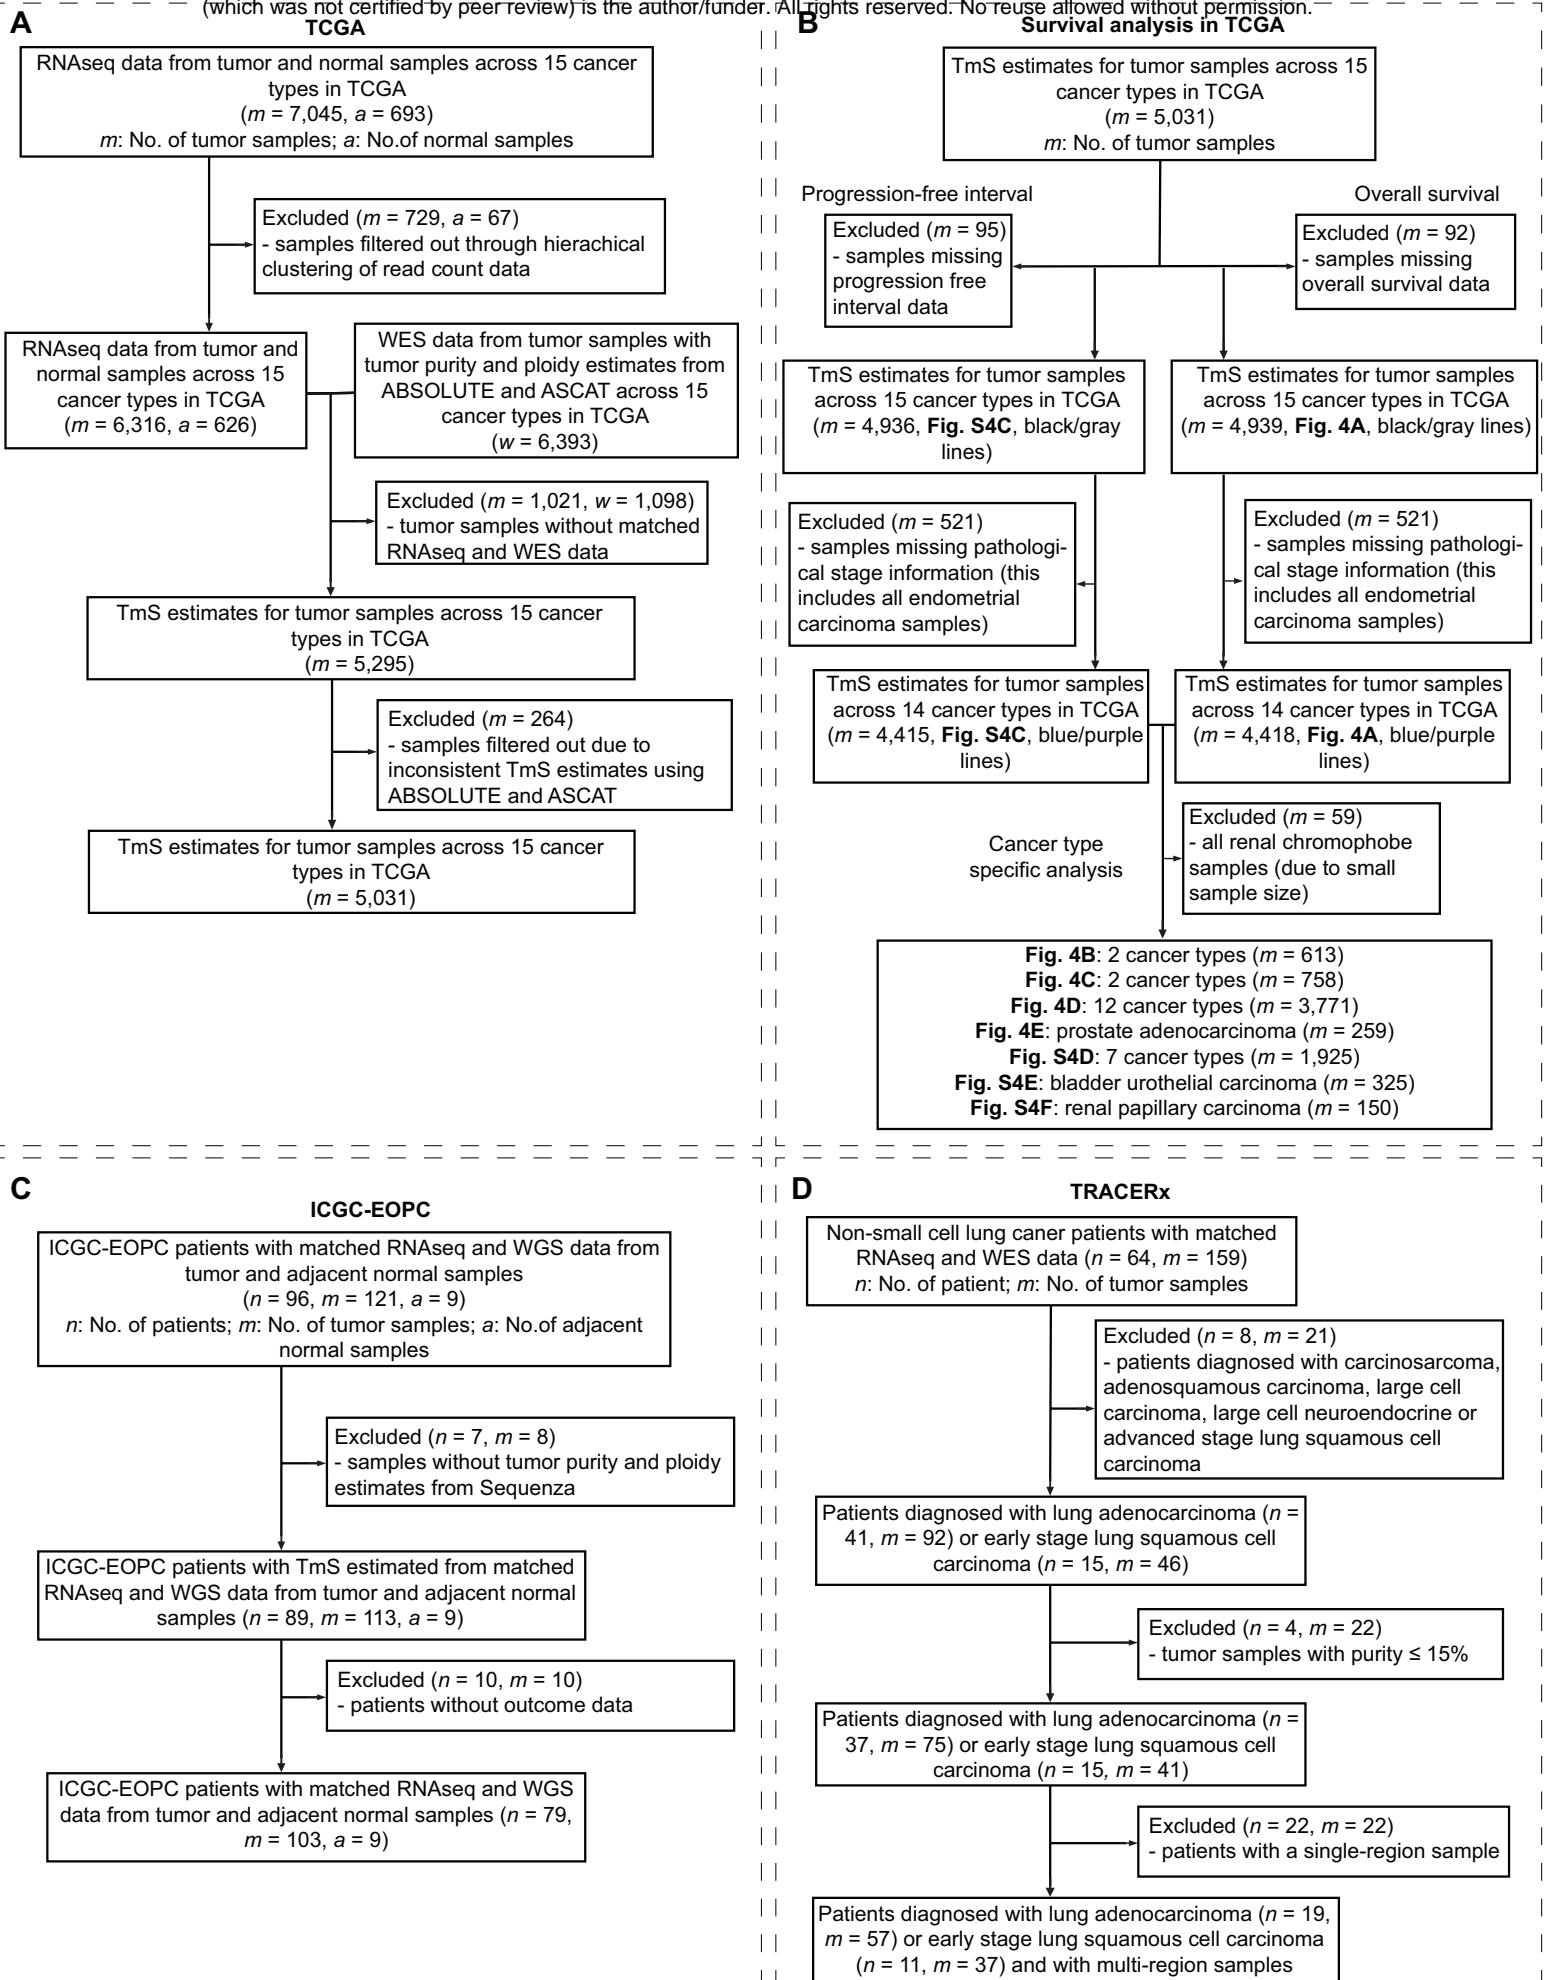 (which was not certified by peer review) is the author/funder. All rights reserved. No reuse allowed without permission.
A
TCGA
RNAseq data from tumor and normal samples across 15 cancer
types in TCGA
(m = 7,045, a = 693)
m: No. of tumor samples; a: No.of normal samples
Excluded (m = 729, a = 67)
- samples filtered out through hierachical
clustering of read count data
RNAseq data from tumor and
normal samples across 15
cancer types in TCGA
(m = 6,316, a = 626)
WES data from tumor samples with
tumor purity and ploidy estimates from
ABSOLUTE and ASCAT across 15
cancer types in TCGA
(w = 6,393)
Excluded (m = 1,021, w = 1,098)
- tumor samples without matched
RNAseq and WES data
TmS estimates for tumor samples across 15 cancer
types in TCGA
(m = 5,295)
Excluded (m = 264)
- samples filtered out due to
inconsistent TmS estimates using
ABSOLUTE and ASCAT
TmS estimates for tumor samples across 15 cancer
types in TCGA
(m = 5,031)
B
Survival analysis in TCGA
TmS estimates for tumor samples across 15
cancer types in TCGA
(m = 5,031)
m: No. of tumor samples
Progression-free interval
Overall survival
Excluded (m = 95)
- samples missing
progression free
interval data
Excluded (m = 92)
- samples missing
overall survival data
TmS estimates for tumor samples
across 15 cancer types in TCGA
(m = 4,936, Fig. S4C, black/gray
lines)
TmS estimates for tumor samples
across 15 cancer types in TCGA
(m = 4,939, Fig. 4A, black/gray lines)
Excluded (m = 521)
- samples missing pathologi-
cal stage information (this
includes all endometrial
carcinoma samples)
Excluded (m = 521)
- samples missing pathologi-
cal stage information (this
includes all endometrial
carcinoma samples)
TmS estimates for tumor samples
across 14 cancer types in TCGA
(m = 4,415, Fig. S4C, blue/purple
lines)
TmS estimates for tumor samples
across 14 cancer types in TCGA
(m = 4,418, Fig. 4A, blue/purple
lines)
Cancer type
specific analysis
Excluded (m = 59)
- all renal chromophobe
samples (due to small
sample size)
Fig. 4B: 2 cancer types (m = 613)
Fig. 4C: 2 cancer types (m = 758)
Fig. 4D: 12 cancer types (m = 3,771)
Fig. 4E: prostate adenocarcinoma (m = 259)
Fig. S4D: 7 cancer types (m = 1,925)
Fig. S4E: bladder urothelial carcinoma (m = 325)
Fig. S4F: renal papillary carcinoma (m = 150)
C
ICGC-EOPC
ICGC-EOPC patients with matched RNAseq and WGS data from
tumor and adjacent normal samples
(n = 96, m = 121, a = 9)
n: No. of patients; m: No. of tumor samples; a: No.of adjacent
normal samples
Excluded (n = 7, m = 8)
- samples without tumor purity and ploidy
estimates from Sequenza
ICGC-EOPC patients with TmS estimated from matched
RNAseq and WGS data from tumor and adjacent normal
samples (n = 89, m = 113, a = 9)
Excluded (n = 10, m = 10)
- patients without outcome data
ICGC-EOPC patients with matched RNAseq and WGS
data from tumor and adjacent normal samples (n = 79,
m = 103, a = 9)
D
TRACERx
Non-small cell lung caner patients with matched
RNAseq and WES data (n = 64, m = 159)
n: No. of patient; m: No. of tumor samples
Excluded (n = 8, m = 21)
- patients diagnosed with carcinosarcoma,
adenosquamous carcinoma, large cell
carcinoma, large cell neuroendocrine or
advanced stage lung squamous cell
carcinoma
Patients diagnosed with lung adenocarcinoma (n =
41, m = 92) or early stage lung squamous cell
carcinoma (n = 15, m = 46)
Excluded (n = 4, m = 22)
- tumor samples with purity ≤ 15%
Patients diagnosed with lung adenocarcinoma (n =
37, m = 75) or early stage lung squamous cell
carcinoma (n = 15, m = 41)
Excluded (n = 22, m = 22)
- patients with a single-region sample
Patients diagnosed with lung adenocarcinoma (n = 19,
m = 57) or early stage lung squamous cell carcinoma
(n = 11, m = 37) and with multi-region samples